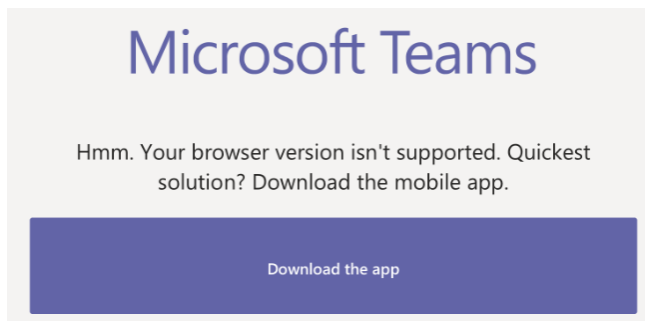 Microsoft Teams
Hmm. Your browser version isn't supported. Quickest
solution? Download the mobile app.
Download the app